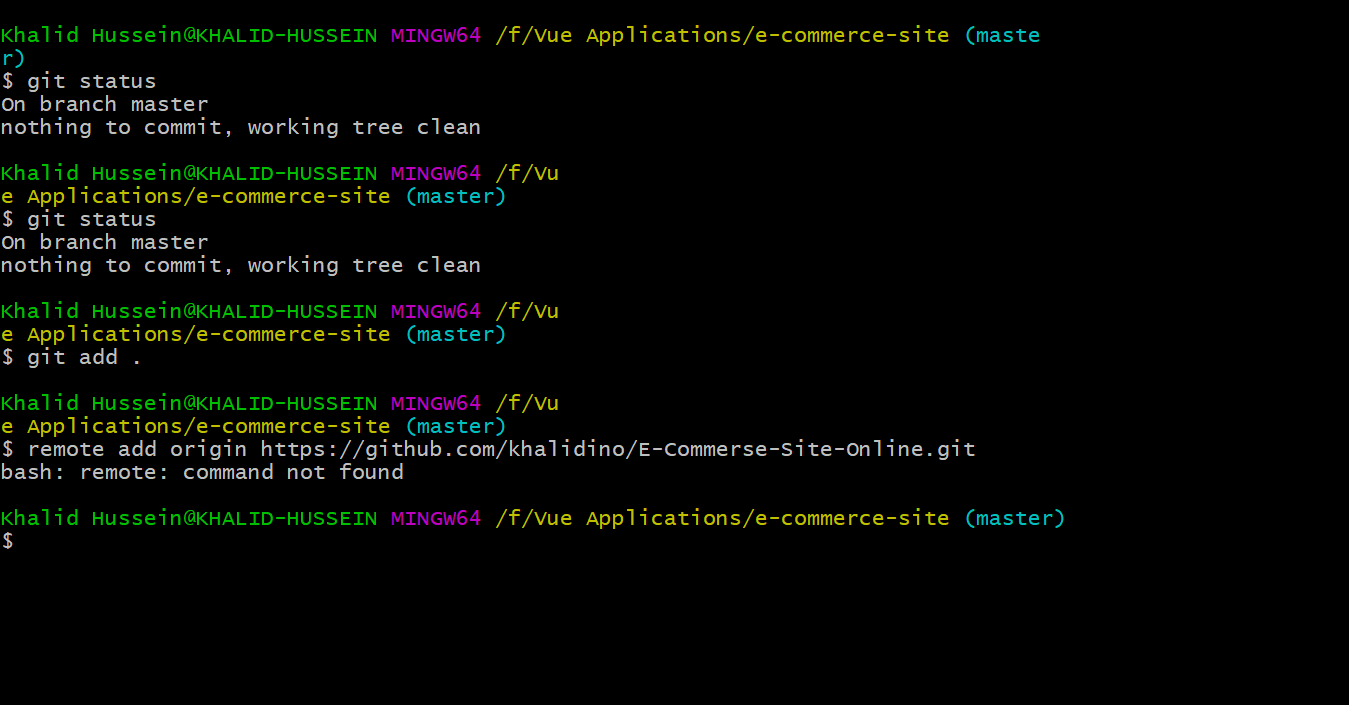 Khalid Hussein@KHALID-HUSSEIN MINGW64 /f/Vue Applications/e-commerce-site (maste
r)
$ git status
On branch master
nothing to commit, working tree clean
Khalid Hussein@KHALID-HUSSEIN MINGW64 /f/Vu
e Applications/e-commerce-site (master)
$ git status
On branch master
nothing to commit, working tree clean
Khalid Hussein@KHALID-HUSSEIN MINGW64 /f/Vu
e Applications/e-commerce-site (master)
$ git add .
Khalid Hussein@KHALID-HUSSEIN MINGW64 /f/Vu
e Applications/e-commerce-site (master)
$ remote add origin https://github.com/khalidino/E-Commerse-Site-Online.git
bash: remote: command not found
Khalid Hussein@KHALID-HUSSEIN MINGW64 /f/Vue Applications/e-commerce-site (master)
$